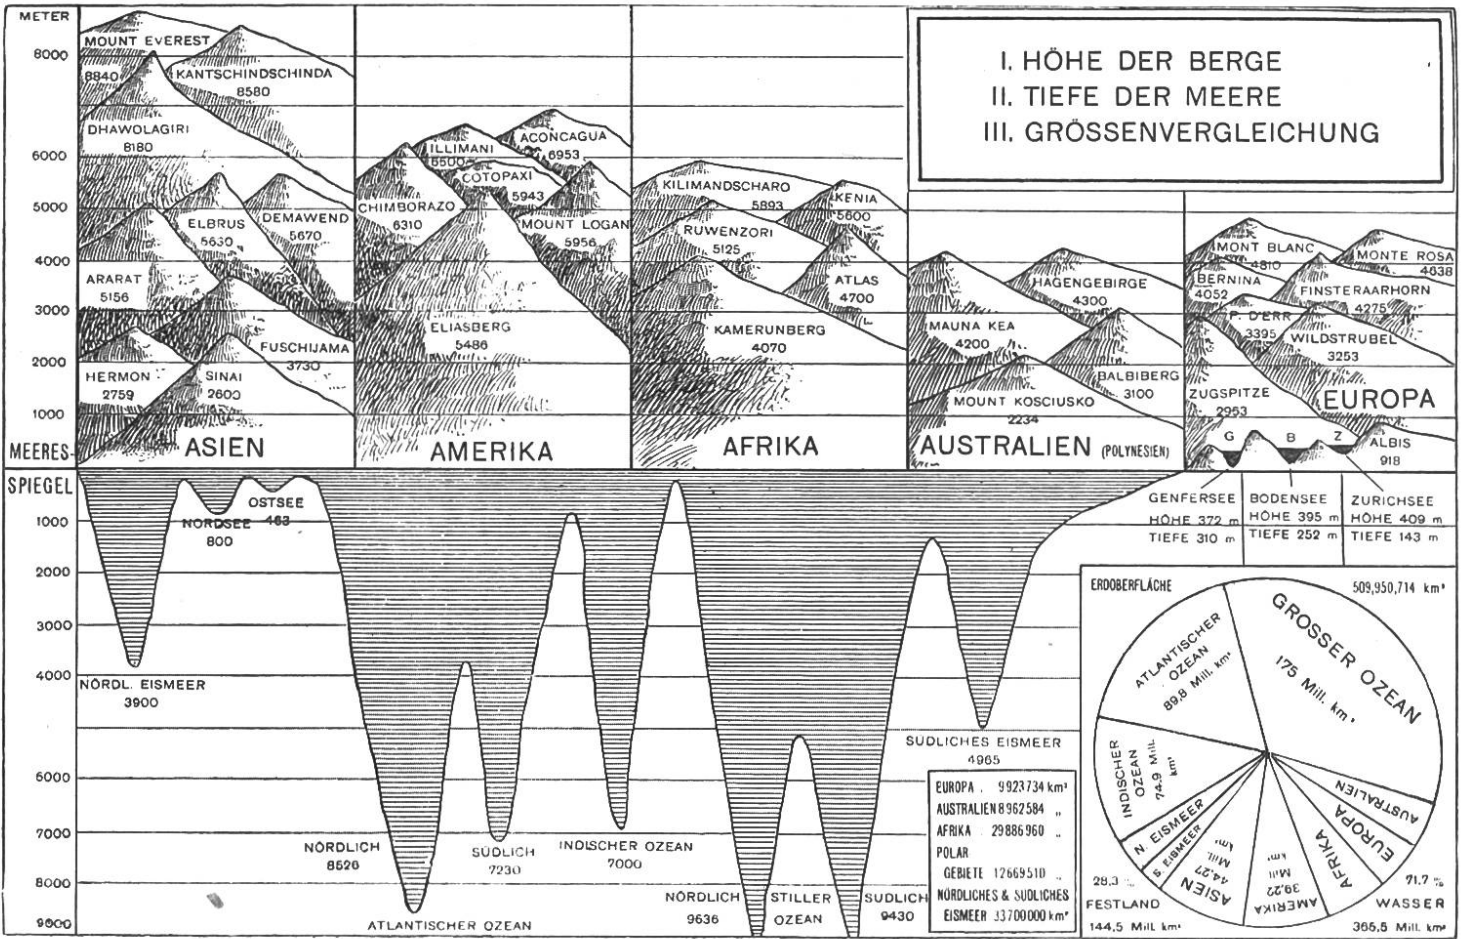 METER
8000
6000
5000
4000
3000
2000
1000
MEERES-
SPIEGEL
1000
2000
3000
4000
6000
7000
8000
9000
I. HÖHE DER BERGE
II. TIEFE DER MEERE
III. GRÖSSENVERGLEICHUNG
MOUNT EVEREST
8840
KANTSCHINDSCHINDA
8580
DHAWOLAGIRI
8180
ELBRUS
5630
DEMAWEND
5670
ARARAT
5156
FUSCHIJAMA
3730
HERMON
2759
SINAI
2600
ASIEN
ILLIMANI
6500
ACONCAGUA
6953
COTOPAXI
5943
CHIMBORAZO
6310
MOUNT LOGAN
5956
ELIASBERG
5486
AMERIKA
KILIMANDSCHARO
5893
KENIA
5600
RUWENZORI
5125
ATLAS
4700
KAMERUNBERG
4070
AFRIKA
HAGENGEBIRGE
4300
MAUNA KEA
4200
BALBIBERG
3100
MOUNT KOSCIUSKO
2234
AUSTRALIEN (POLYNESIEN)
MONT BLANC
4810
MONTE ROSA
4638
BERNINA
4052
FINSTERAARHORN
4275
P. D'ERR
3395
WILDSTRUBEL
3253
ZUGSPITZE
2953
EUROPA
G B Z
ALBIS
918
GENFERSEE
HÖHE 372 m
TIEFE 310 m
BODENSEE
HÖHE 395 m
TIEFE 252 m
ZÜRICHSEE
HÖHE 409 m
TIEFE 143 m
NORDSEE
800
OSTSEE
463
NÖRDL. EISMEER
3900
NÖRDLICH
8526
SÜDLICH
7230
ATLANTISCHER OZEAN
INDISCHER OZEAN
7000
NÖRDLICH
9636
STILLER
OZEAN
SÜDLICH
9430
SÜDLICHES EISMEER
4965
EUROPA . 9923734 km²
AUSTRALIEN 8962584 „
AFRIKA . 29886960 „
POLAR
GEBIETE 12669510 „
NÖRDLICHES & SÜDLICHES
EISMEER 33700000 km²
ERDOBERFLÄCHE
509,950,714 km²
GROSSER OZEAN
175 Mill. km²
ATLANTISCHER
OZEAN
89,8 Mill. km²
INDISCHER
OZEAN
74,9 Mill.
km²
N. EISMEER
S. EISMEER
ASIEN
44,27
Mill.
km²
AMERIKA
39,22
Mill
km²
AFRIKA
EUROPA
AUSTRALIEN
28,3 %
FESTLAND
144,5 Mill. km²
71,7 %
WASSER
365,5 Mill. km²